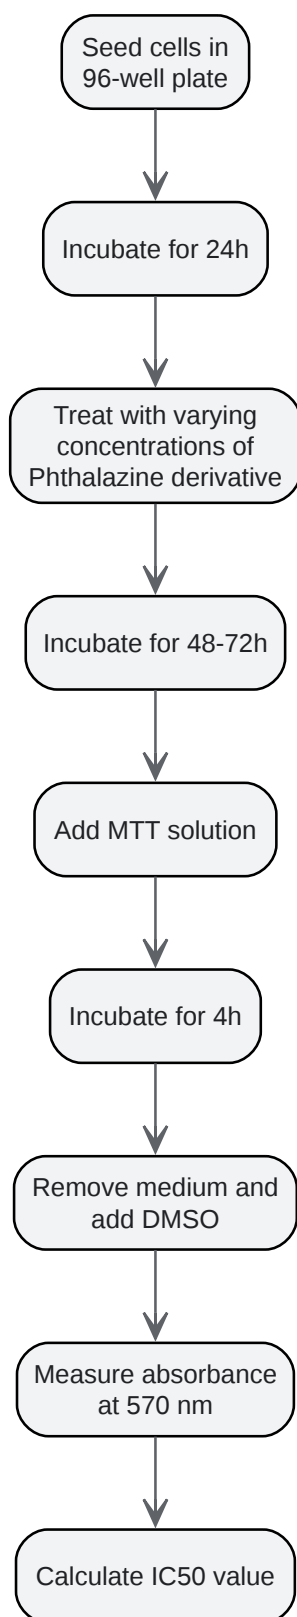 Seed cells in
96-well plate
Incubate for 24h
Treat with varying
concentrations of
Phthalazine derivative
Incubate for 48-72h
Add MTT solution
Incubate for 4h
Remove medium and
add DMSO
Measure absorbance
at 570 nm
Calculate IC50 value